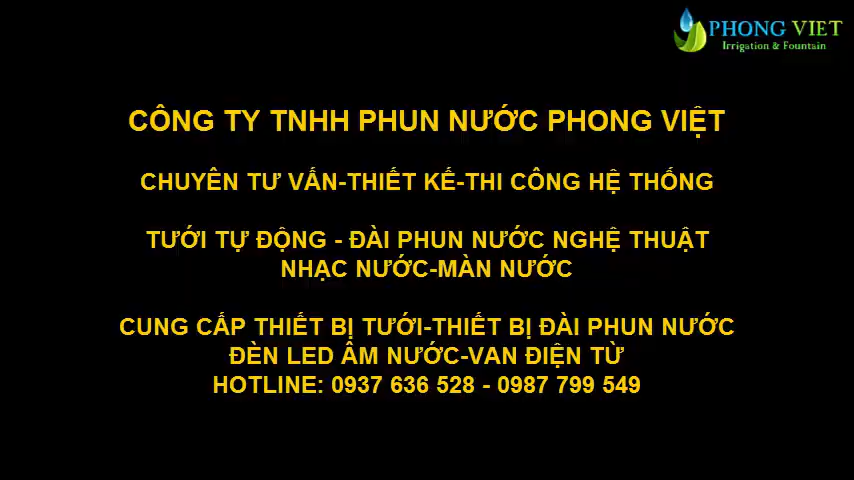 PHONG VIET
Irrigation & Fountain
CÔNG TY TNHH PHUN NƯỚC PHONG VIỆT
CHUYÊN TƯ VẤN-THIẾT KẾ-THI CÔNG HỆ THỐNG
TƯỚI TỰ ĐỘNG - ĐÀI PHUN NƯỚC NGHỆ THUẬT
NHẠC NƯỚC-MÀN NƯỚC
CUNG CẤP THIẾT BỊ TƯỚI-THIẾT BỊ ĐÀI PHUN NƯỚC
ĐÈN LED ÂM NƯỚC-VAN ĐIỆN TỪ
HOTLINE: 0937 636 528 - 0987 799 549